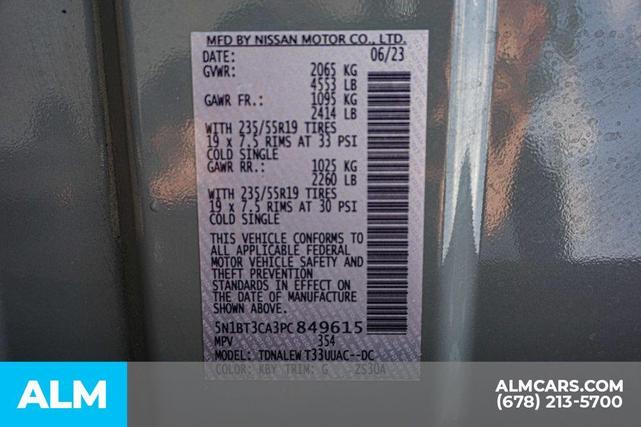 MFD BY NISSAN MOTOR CO., LTD.
DATE: 06/23
GVWR: 2065 KG
4553 LB
GAWR FR.: 1095 KG
2414 LB
WITH 235/55R19 TIRES
19 x 7.5 RIMS AT 33 PSI
COLD SINGLE
GAWR RR.: 1025 KG
2260 LB
WITH 235/55R19 TIRES
19 x 7.5 RIMS AT 30 PSI
COLD SINGLE
THIS VEHICLE CONFORMS TO
ALL APPLICABLE FEDERAL
MOTOR VEHICLE SAFETY AND
THEFT PREVENTION
STANDARDS IN EFFECT ON
THE DATE OF MANUFACTURE
SHOWN ABOVE.
5N1BT3CA3PC849615
MPV 354
MODEL: TDNALEW T33UUAC--DC
COLOR: KBY TRIM: G ZS30A
ALM
ALMCARS.COM
(678) 213-5700